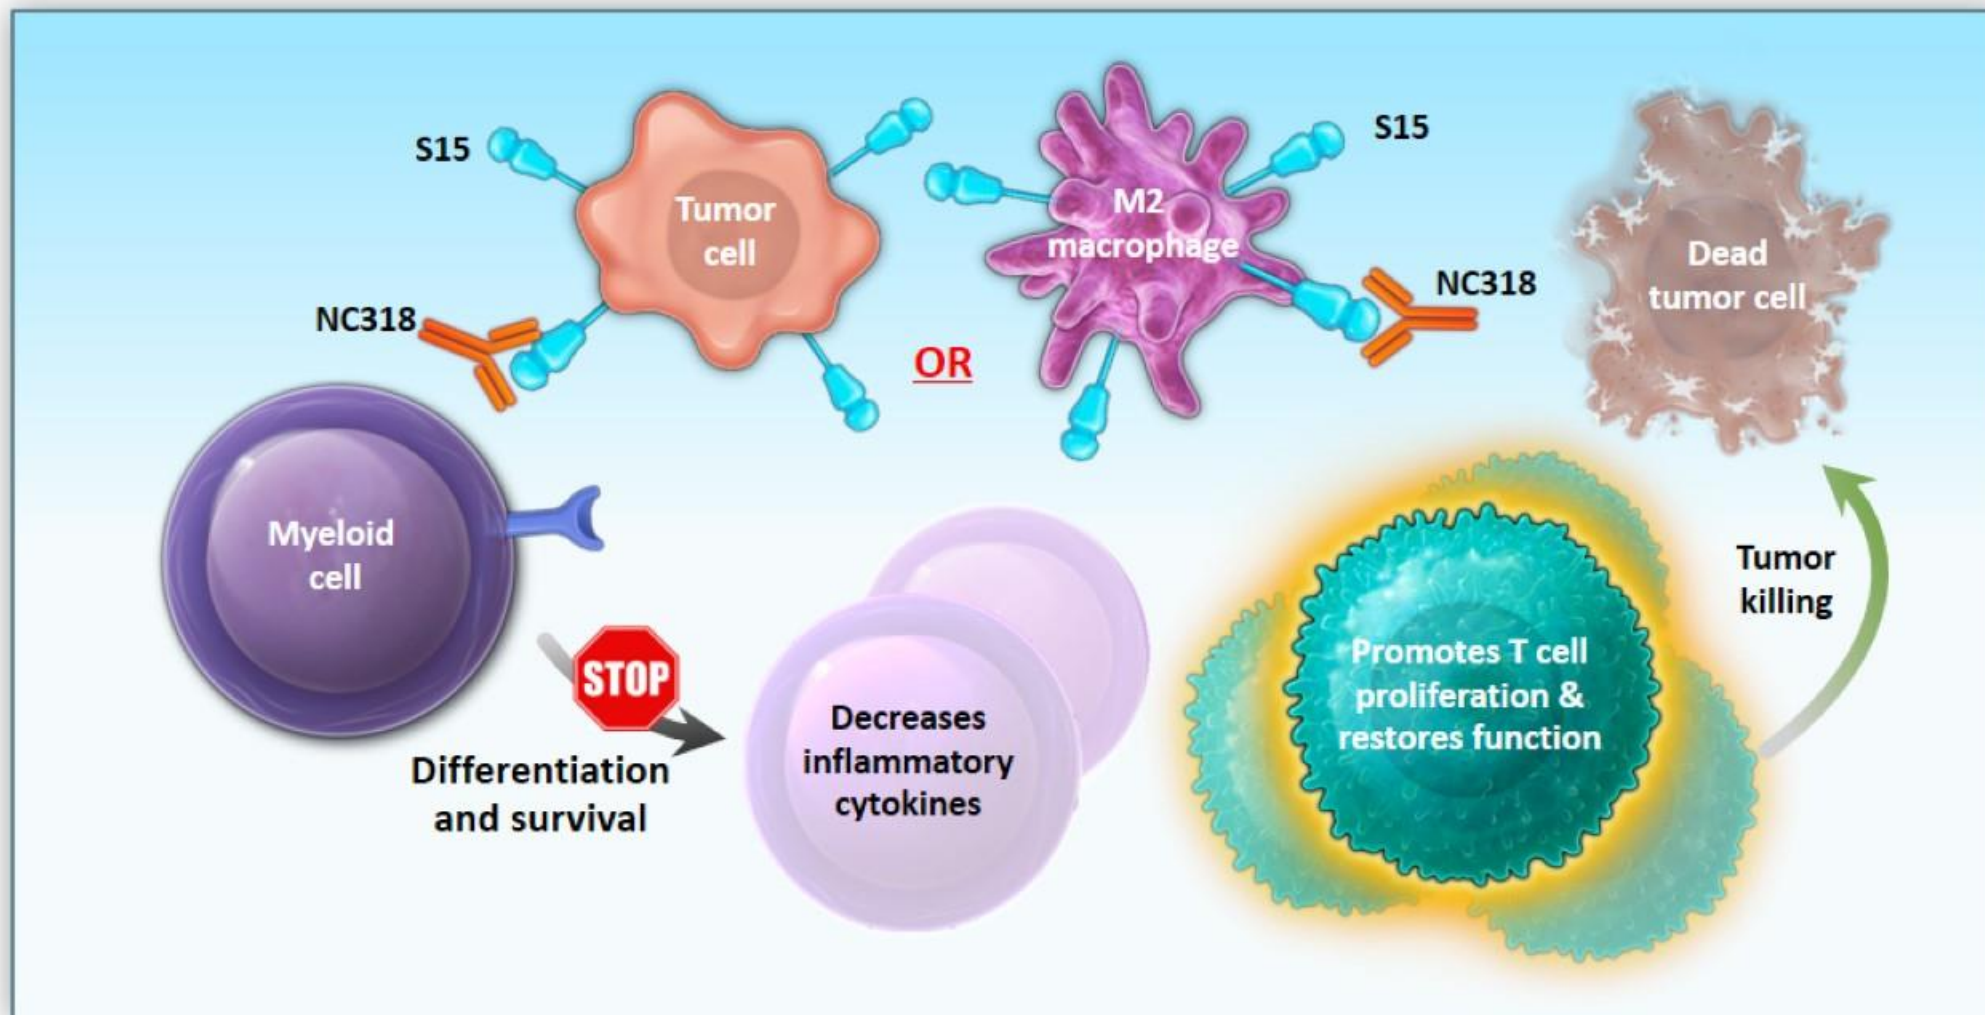 S15
Tumor
cell
NC318
OR
S15
M2
macrophage
NC318
Dead
tumor cell
Myeloid
cell
STOP
Differentiation
and survival
Decreases
inflammatory
cytokines
Promotes T cell
proliferation &
restores function
Tumor
killing